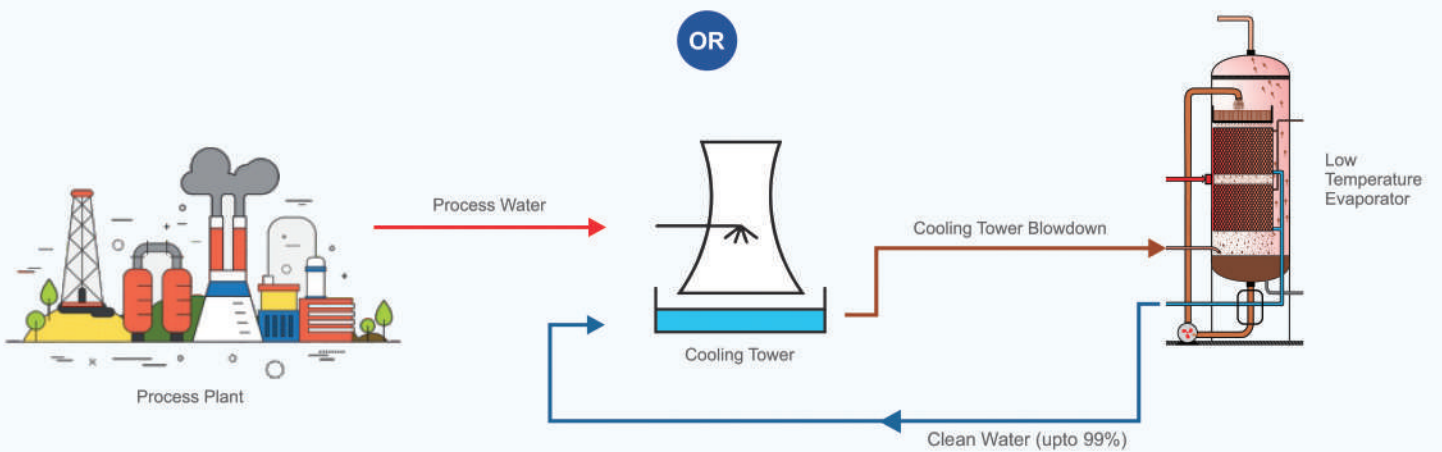 OR
Process Water
Cooling Tower Blowdown
Low
Temperature
Evaporator
Cooling Tower
Process Plant
Clean Water (upto 99%)